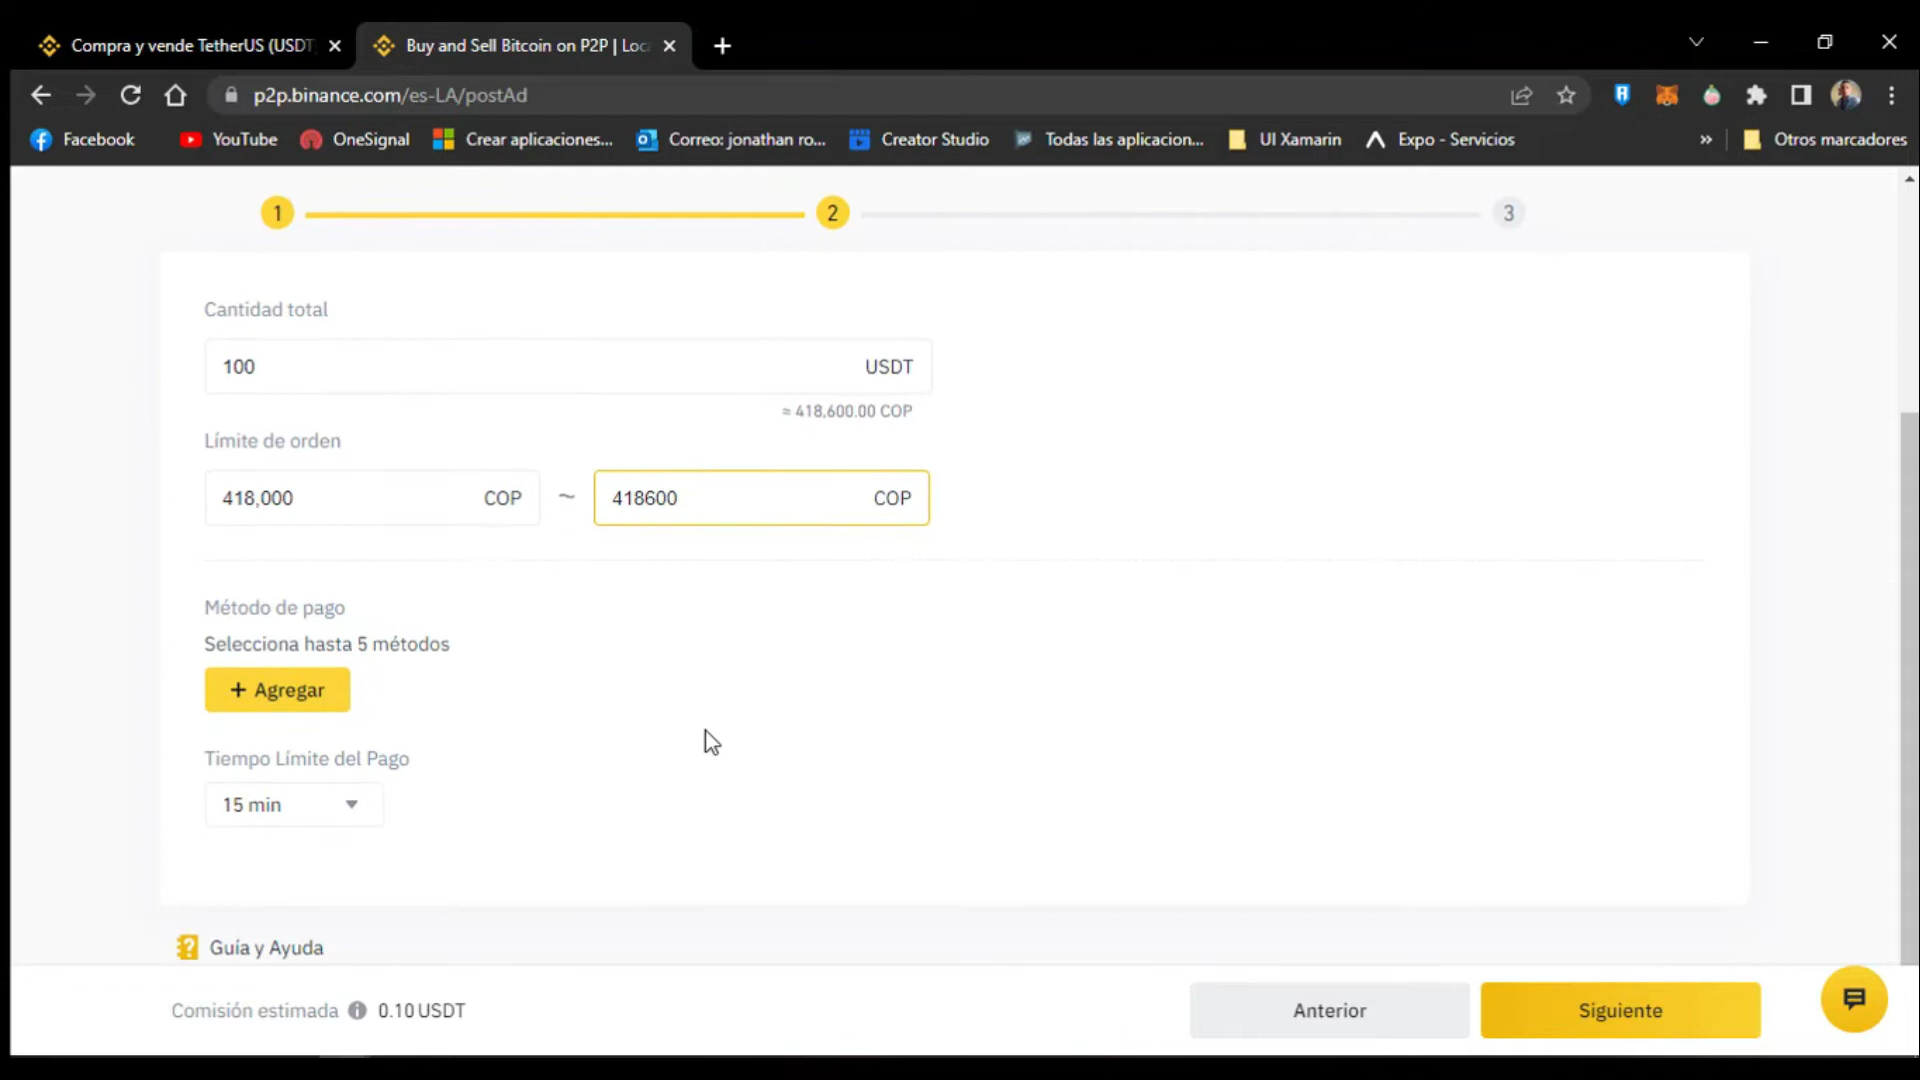 Compra y vende TetherUS (USDT
Buy and Sell Bitcoin on P2P | Loc
p2p.binance.com/es-LA/postAd
Facebook
YouTube
OneSignal
Crear aplicaciones...
Correo: jonathan ro...
Creator Studio
Todas las aplicacion...
UI Xamarin
Expo - Servicios
»
Otros marcadores
1
2
3
Cantidad total
100 USDT
≈ 418,600.00 COP
Límite de orden
418,000 COP ~ 418600 COP
Método de pago
Selecciona hasta 5 métodos
+ Agregar
Tiempo Límite del Pago
15 min
Guía y Ayuda
Comisión estimada 0.10 USDT
Anterior
Siguiente